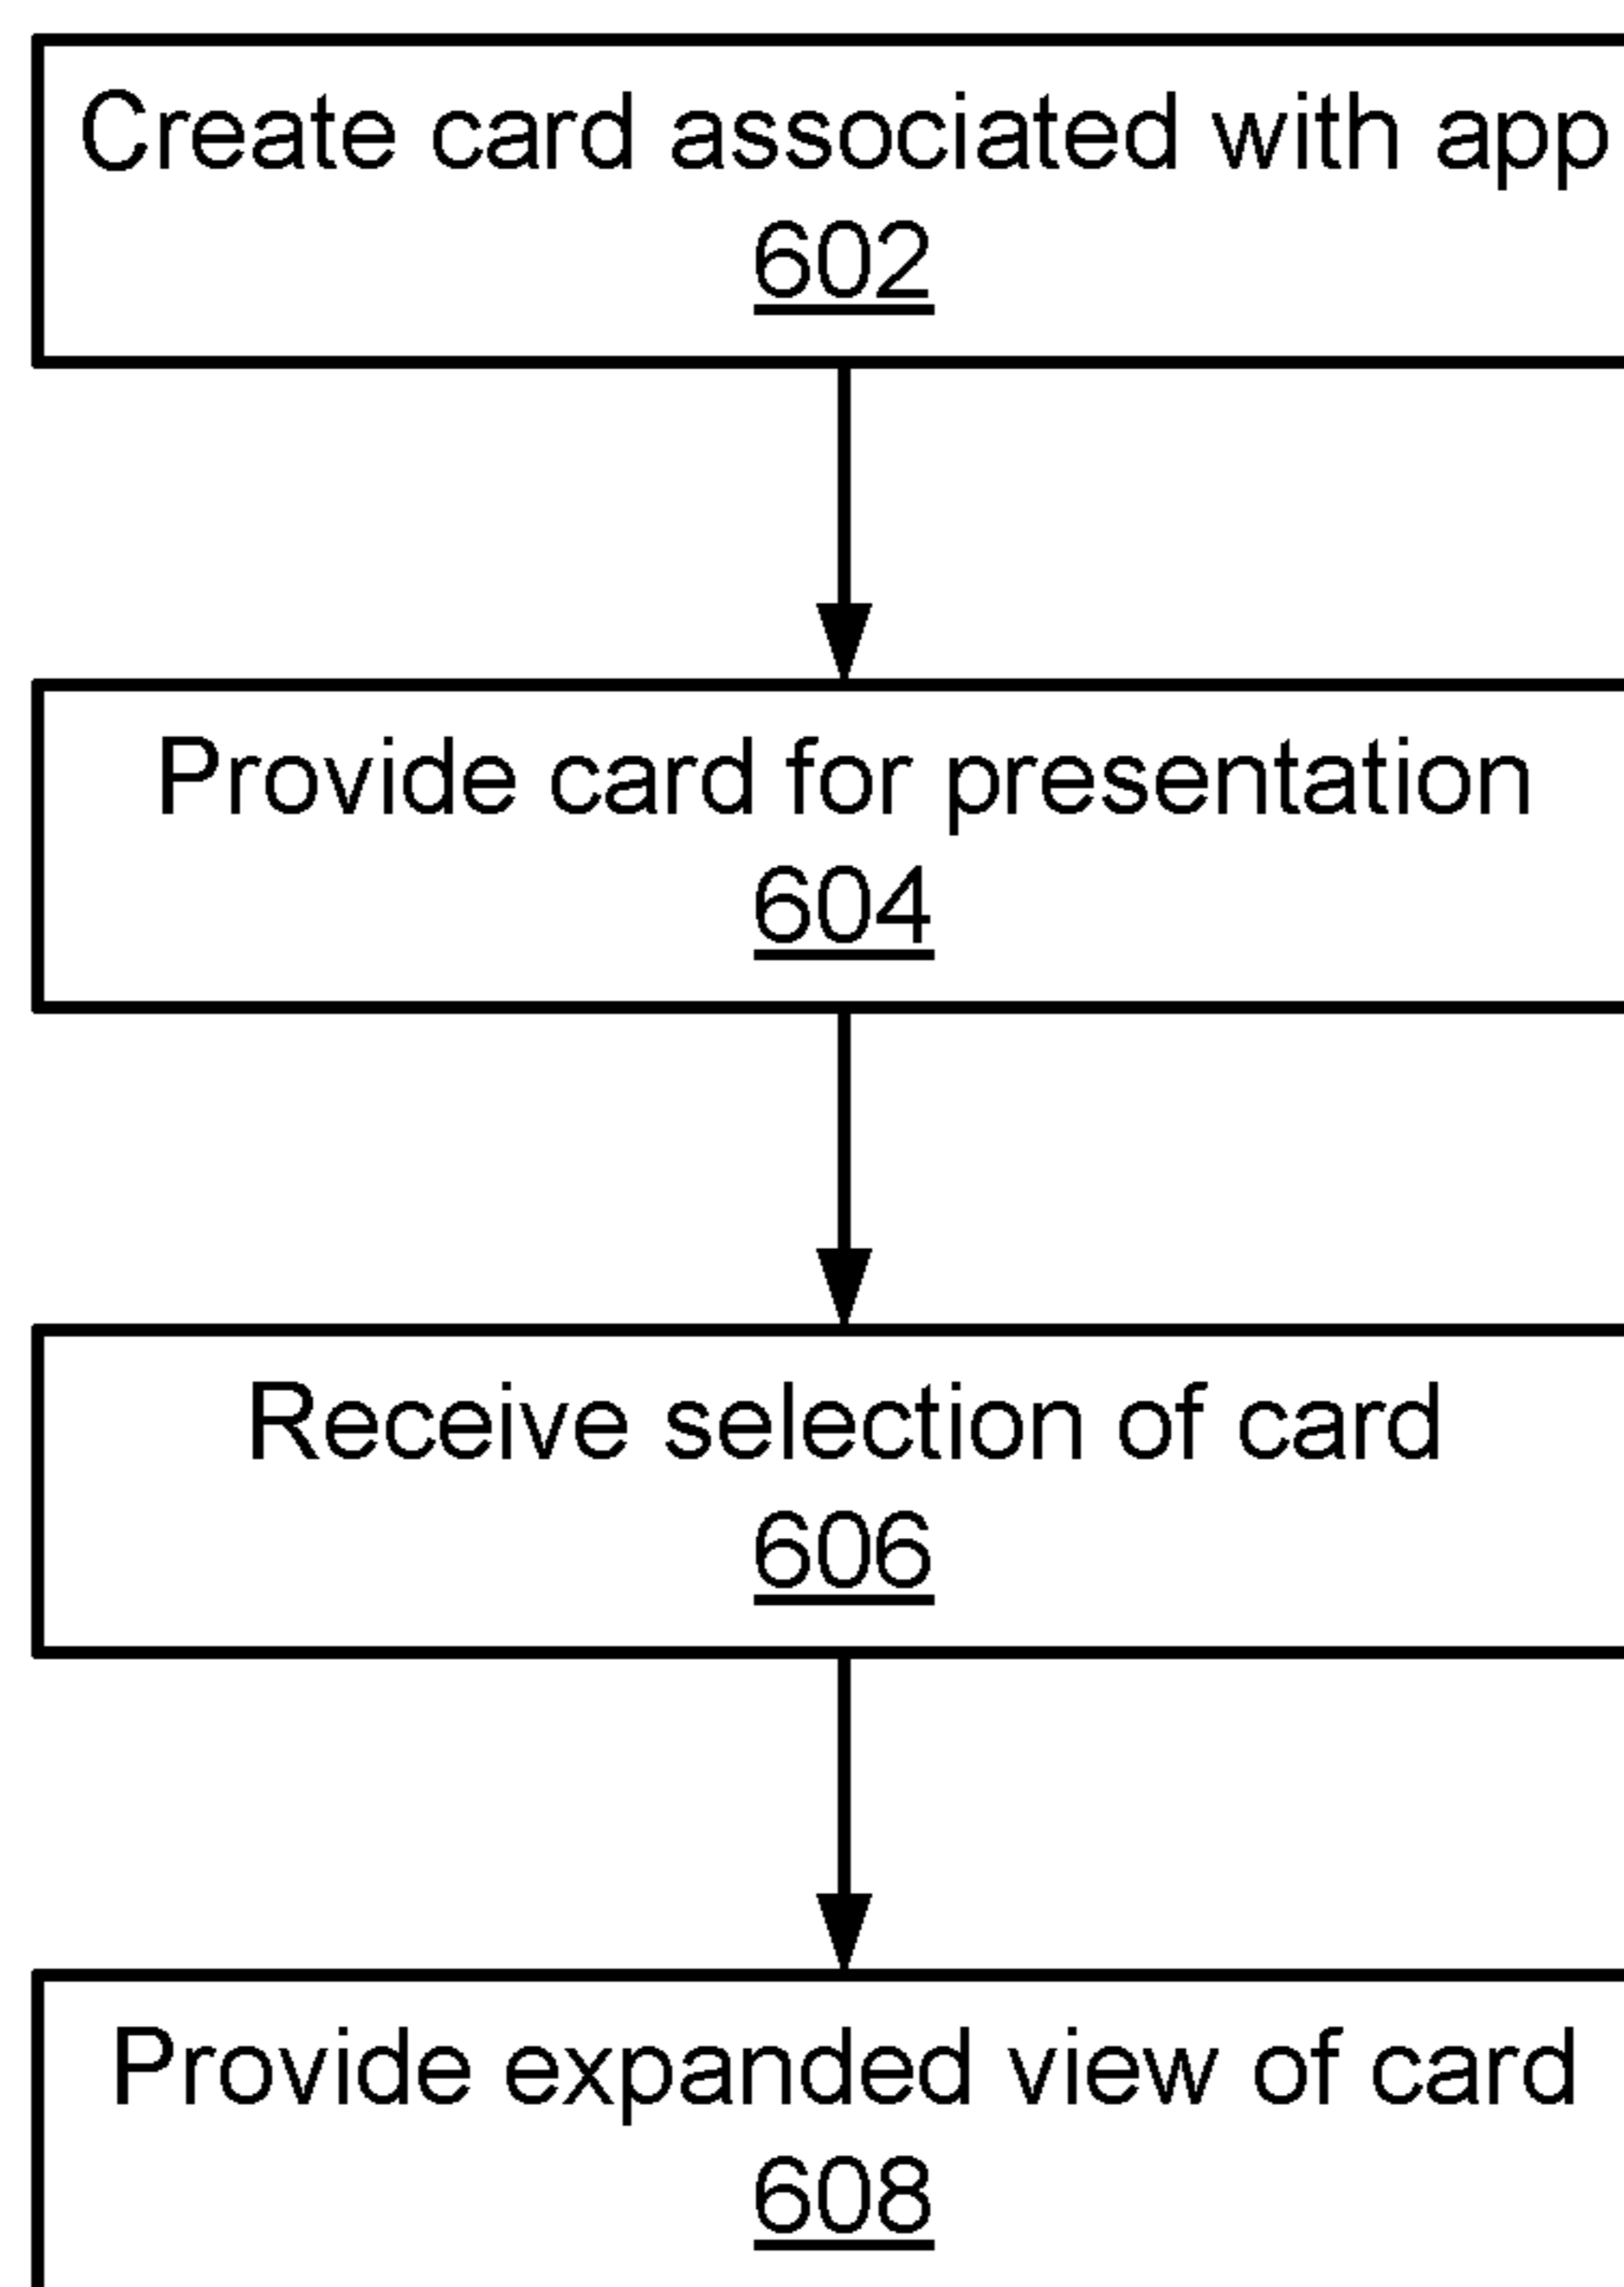 Create card associated with app
602
Provide card for presentation
604
Receive selection of card
606
Provide expanded view of card
608